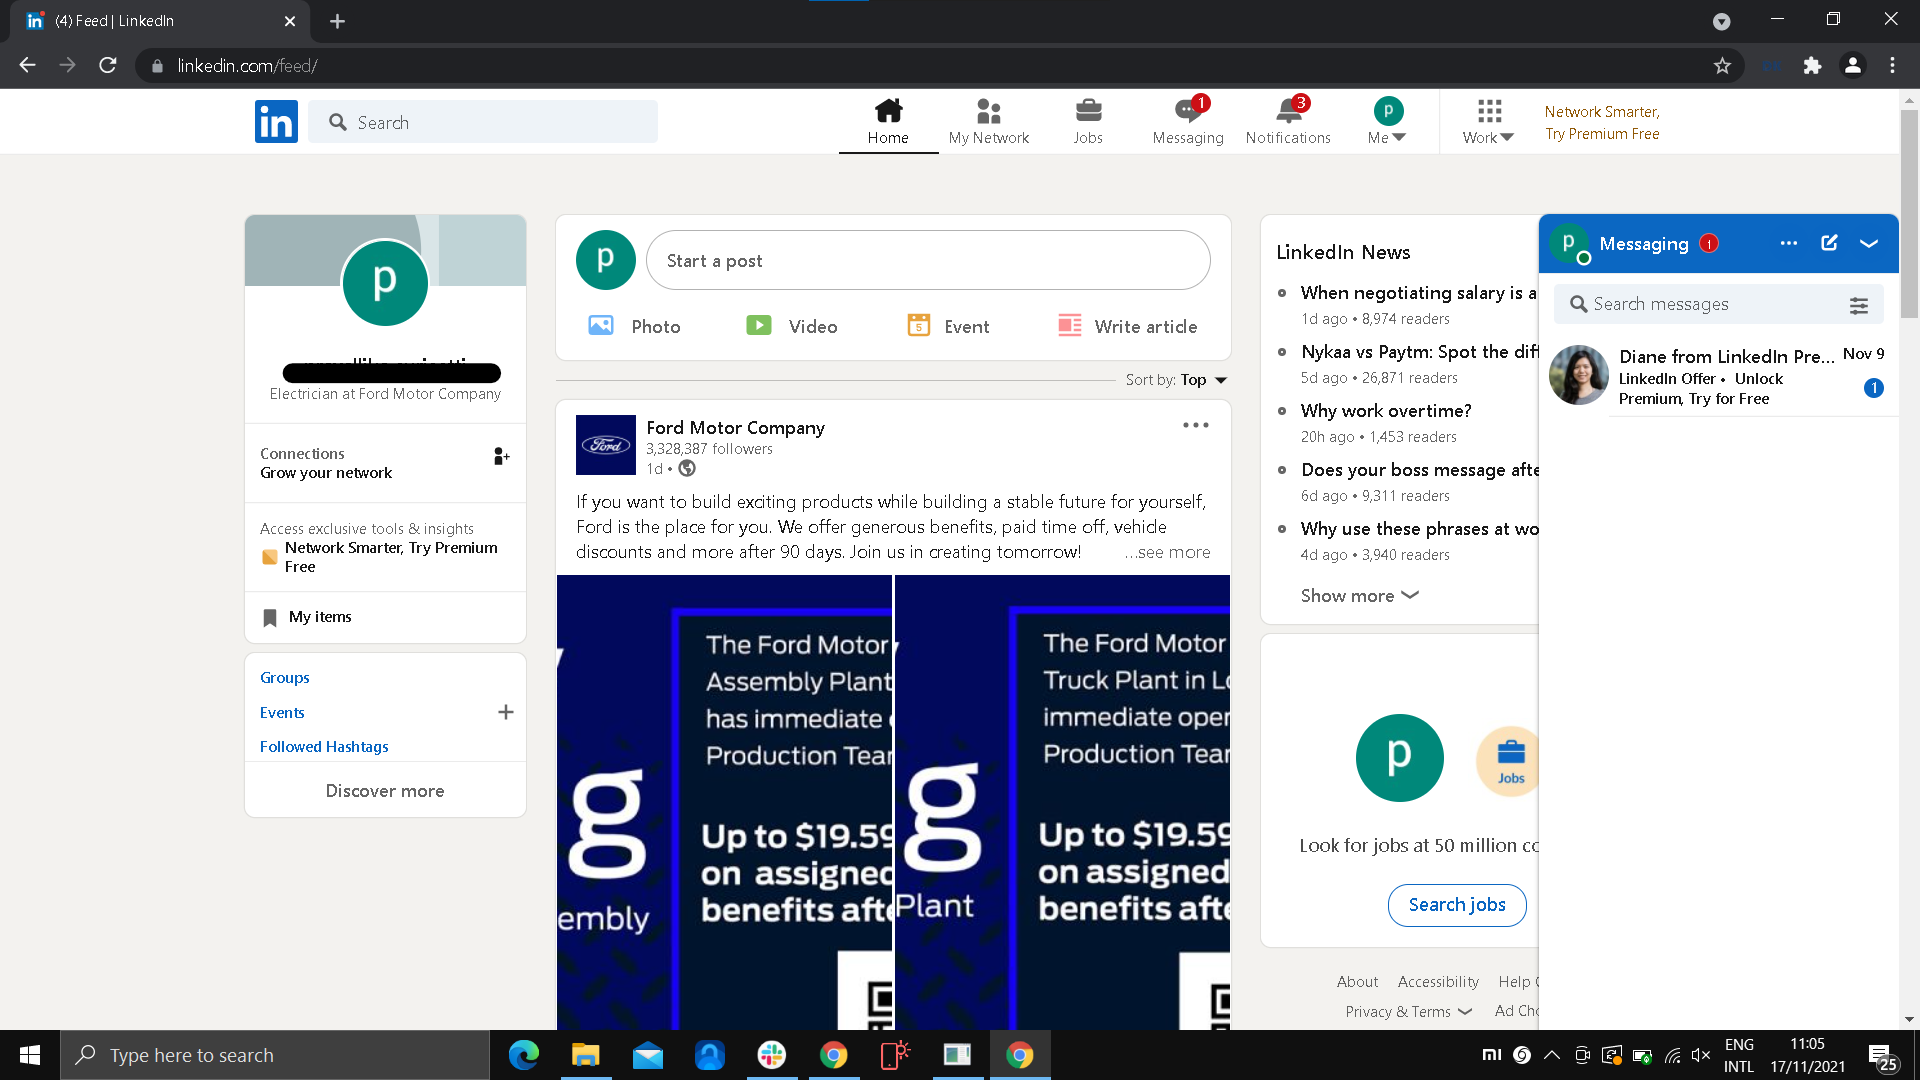 (4) Feed | LinkedIn
linkedin.com/feed/
in
Search
Home
My Network
Jobs
1
Messaging
3
Notifications
p
Me
Work
Network Smarter,
Try Premium Free
p
Electrician at Ford Motor Company
Connections
Grow your network
Access exclusive tools & insights
Network Smarter, Try Premium
Free
My items
Groups
Events
Followed Hashtags
Discover more
p
Start a post
Photo
Video
5
Event
Write article
Sort by: Top
Ford
Ford Motor Company
3,328,387 followers
1d •
If you want to build exciting products while building a stable future for yourself,
Ford is the place for you. We offer generous benefits, paid time off, vehicle
discounts and more after 90 days. Join us in creating tomorrow!
...see more
The Ford Motor
Assembly Plant
has immediate
Production Tear
g
Up to $19.59
on assigned
benefits afte
embly
The Ford Motor
Truck Plant in Lo
immediate oper
Production Tear
g
Up to $19.59
on assigned
benefits afte
Plant
LinkedIn News
When negotiating salary is a
1d ago • 8,974 readers
Nykaa vs Paytm: Spot the diff
5d ago • 26,871 readers
Why work overtime?
20h ago • 1,453 readers
Does your boss message afte
6d ago • 9,311 readers
Why use these phrases at wo
4d ago • 3,940 readers
Show more
p
Jobs
Look for jobs at 50 million co
Search jobs
About
Accessibility
Help
Privacy & Terms
Ad Cho
p
Messaging
1
Search messages
Diane from LinkedIn Pre...
Nov 9
LinkedIn Offer • Unlock
Premium, Try for Free
1
Type here to search
mi
ENG
INTL
11:05
17/11/2021
25